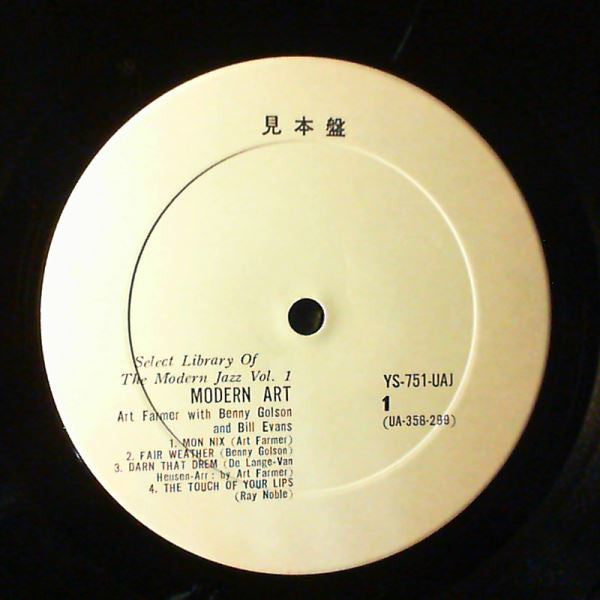 見本盤
Select Library Of
The Modern Jazz Vol. 1
MODERN ART
Art Farmer with Benny Golson
and Bill Evans
1. MON NIX (Art Farmer)
2. FAIR WEATHER (Benny Golson)
3. DARN THAT DREM (De Lange-Van
Heusen-Arr: by Art Farmer)
4. THE TOUCH OF YOUR LIPS
(Ray Noble)
YS-751-UAJ
1
(UA-358-289)